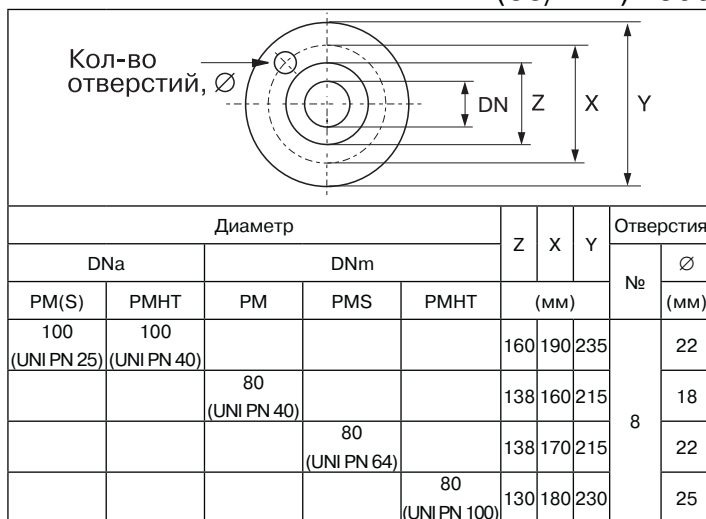 Кол-во
отверстий, ∅
DN Z X Y
Диаметр Z X Y Отверстия
DNa DNm № ∅
PM(S) PMHT PM PMS PMHT (мм) (мм)
100 100
(UNI PN 25) (UNI PN 40) 160 190 235 8 22
80
(UNI PN 40) 138 160 215 18
80
(UNI PN 64) 138 170 215 22
80
(UNI PN 100) 130 180 230 25